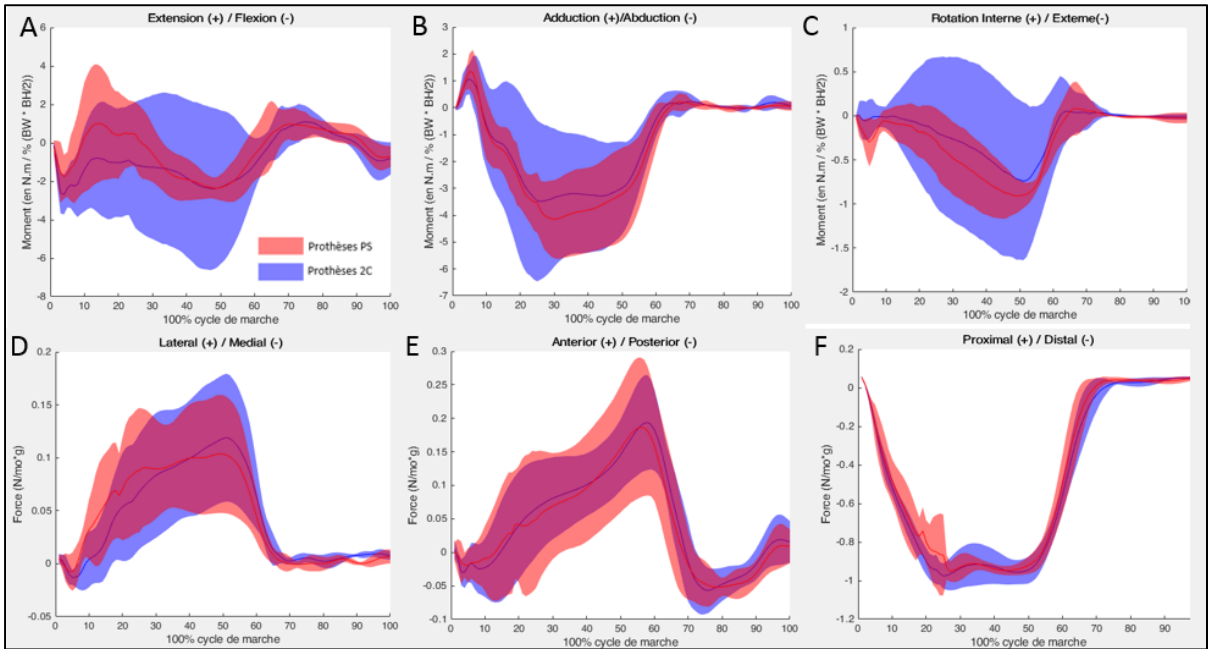 A
Extension (+) / Flexion (-)
Moment (en N.m / % (BW * BH/2))
6
4
2
0
-2
-4
-6
-8
0 10 20 30 40 50 60 70 80 90 100
100% cycle de marche
Prothèses PS
Prothèses 2C
B
Adduction (+)/Abduction (-)
Moment (en N.m / % (BW * BH/2))
3
2
1
0
-1
-2
-3
-4
-5
-6
-7
0 10 20 30 40 50 60 70 80 90 100
100% cycle de marche
C
Rotation Interne (+) / Externe(-)
Moment (en N.m / % (BW * BH/2))
1
0.5
0
-0.5
-1
-1.5
-2
0 10 20 30 40 50 60 70 80 90 100
100% cycle de marche
D
Lateral (+) / Medial (-)
Force (N/mo*g)
0.2
0.15
0.1
0.05
0
-0.05
0 10 20 30 40 50 60 70 80 90 100
100% cycle de marche
E
Anterior (+) / Posterior (-)
Force (N/mo*g)
0.3
0.25
0.2
0.15
0.1
0.05
0
-0.05
-0.1
0 10 20 30 40 50 60 70 80 90 100
100% cycle de marche
F
Proximal (+) / Distal (-)
Force (N/mo*g)
0.2
0
-0.2
-0.4
-0.6
-0.8
-1
-1.2
0 10 20 30 40 50 60 70 80 90
100% cycle de marche